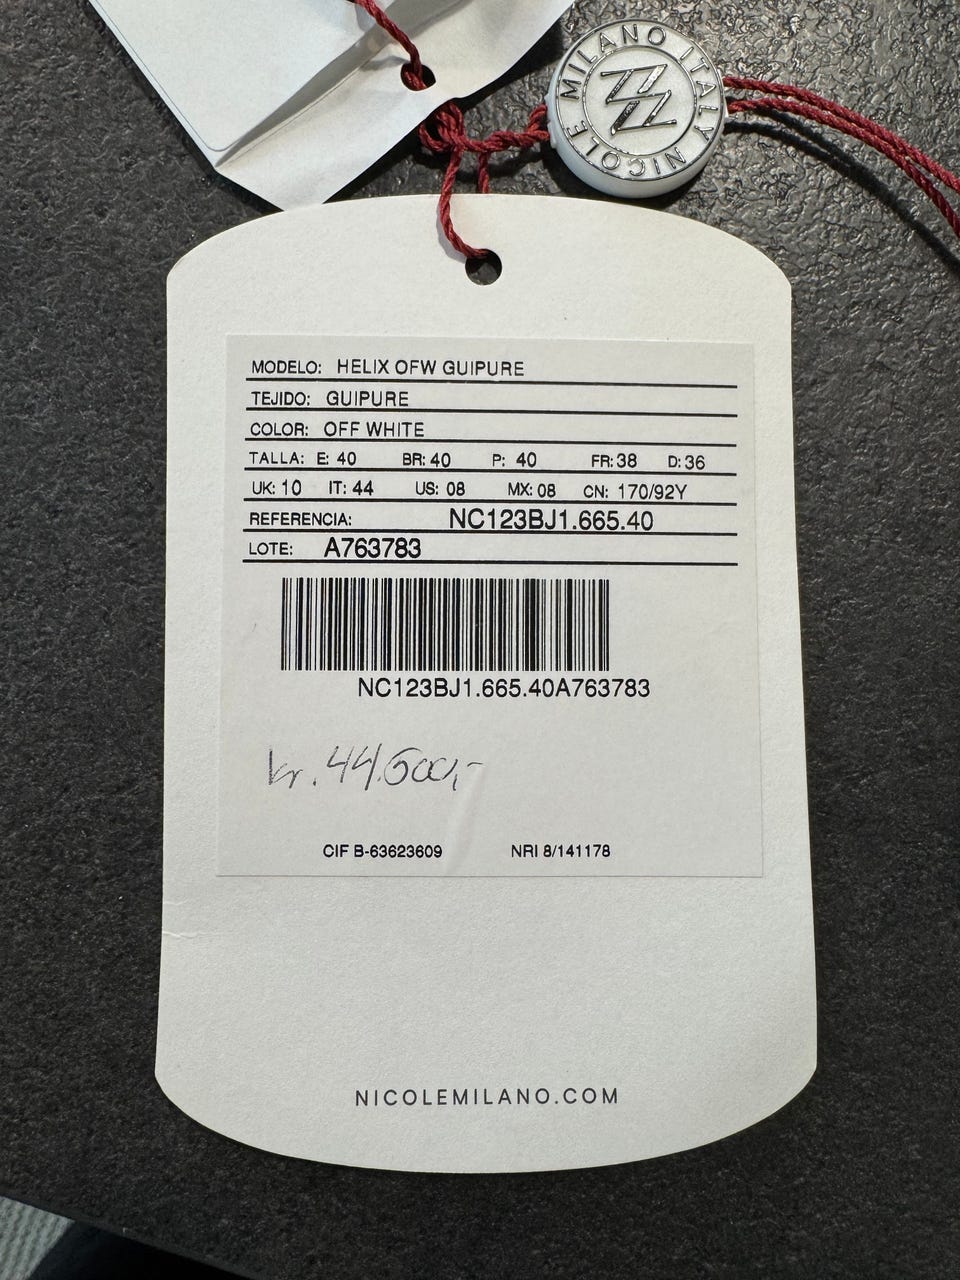 MILANO ITALY NICOLE
MODELO: HELIX OFW GUIPURE
TEJIDO: GUIPURE
COLOR: OFF WHITE
TALLA: E: 40 BR: 40 P: 40 FR: 38 D: 36
UK: 10 IT: 44 US: 08 MX: 08 CN: 170/92Y
REFERENCIA: NC123BJ1.665.40
LOTE: A763783
NC123BJ1.665.40A763783
kr. 44.500,-
CIF B-63623609 NRI 8/141178
NICOLEMILANO.COM